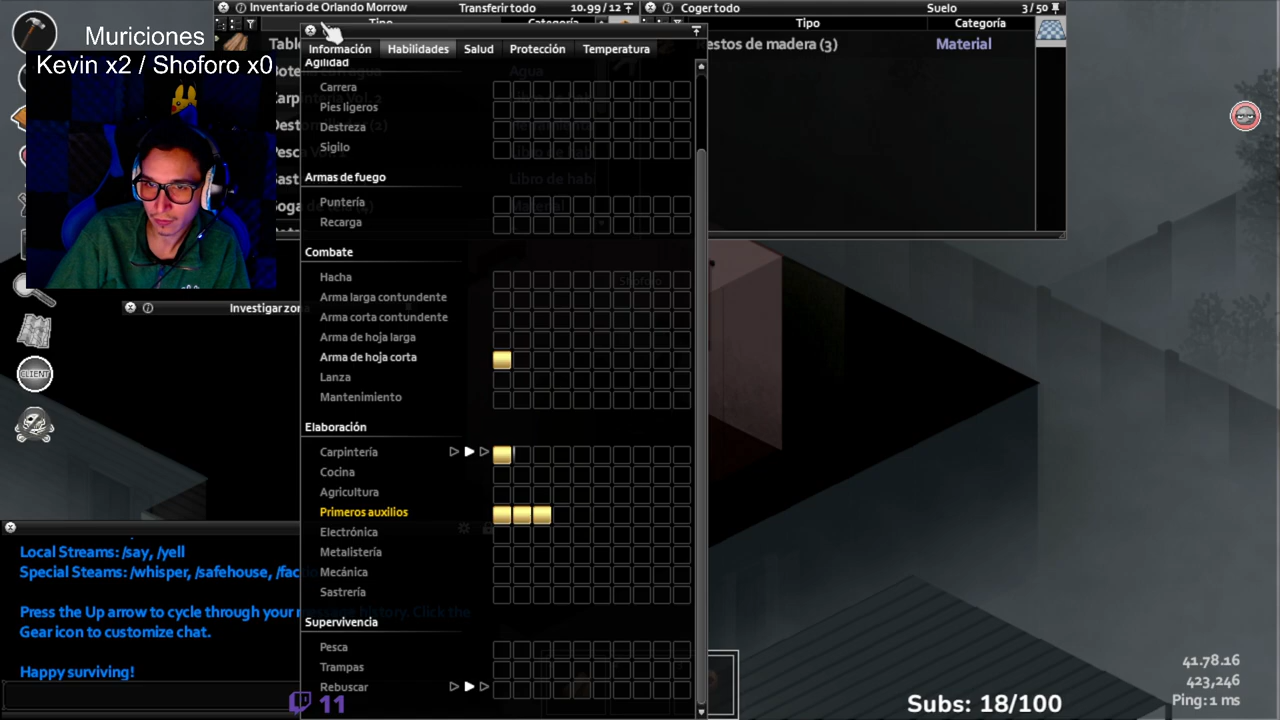 Inventario de Orlando Morrow
Transferir todo
10.99 / 12
Coger todo
Suelo
3 / 50
Tipo
Categoría
Tipo
Categoría
Muriciones
Kevin x2 / Shoforo x0
Restos de madera (3)
Material
Información
Habilidades
Salud
Protección
Temperatura
Agilidad
Carrera
Pies ligeros
Destreza
Sigilo
Armas de fuego
Puntería
Recarga
Combate
Hacha
Arma larga contundente
Arma corta contundente
Arma de hoja larga
Arma de hoja corta
Lanza
Mantenimiento
Elaboración
Carpintería
Cocina
Agricultura
Primeros auxilios
Electrónica
Metalistería
Mecánica
Sastrería
Supervivencia
Pesca
Trampas
Rebuscar
Investigar zon
CLIENT
Local Streams: /say, /yell
Special Steams: /whisper, /safehouse, /fac
Press the Up arrow to cycle through your message history. Click the
Gear icon to customize chat.
Happy surviving!
11
41.78.16
423,246
Ping: 1 ms
Subs: 18/100